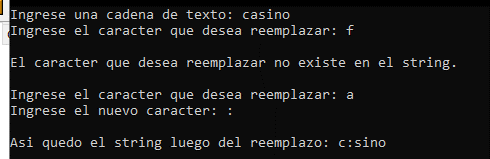 Ingrese una cadena de texto: casino
Ingrese el caracter que desea reemplazar: f
El caracter que desea reemplazar no existe en el string.
Ingrese el caracter que desea reemplazar: a
Ingrese el nuevo caracter: :
Asi quedo el string luego del reemplazo: c:sino